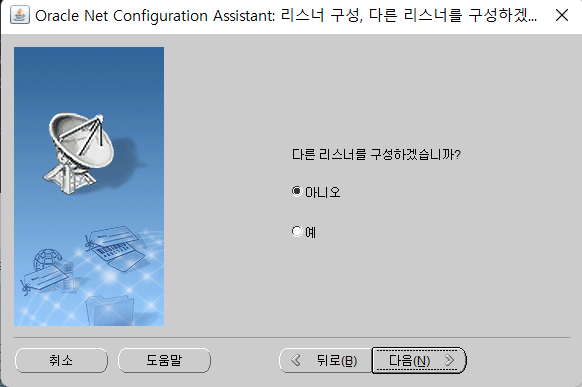 Oracle Net Configuration Assistant: 리스너 구성, 다른 리스너를 구성하겠...
다른 리스너를 구성하겠습니까?
아니오
예
취소
도움말
뒤로(B)
다음(N)